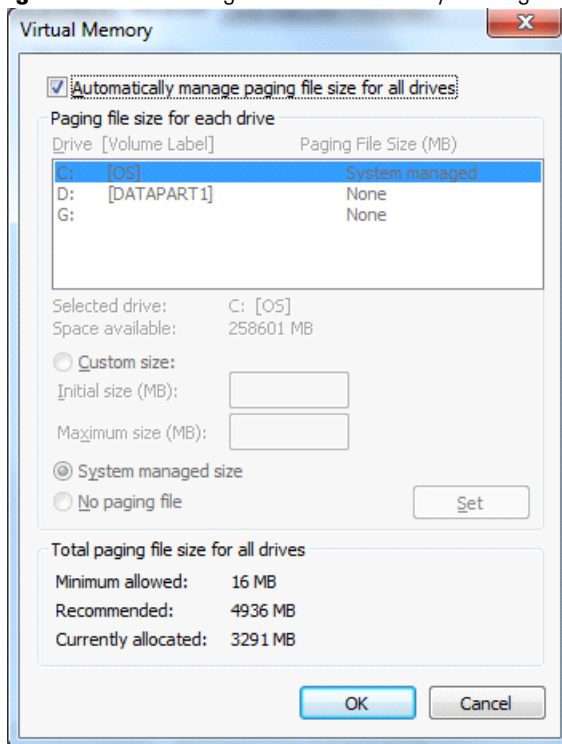 Virtual Memory
Automatically manage paging file size for all drives
Paging file size for each drive
Drive [Volume Label] Paging File Size (MB)
C: [OS] System managed
D: [DATAPART1] None
G: None
Selected drive: C: [OS]
Space available: 258601 MB
Custom size:
Initial size (MB):
Maximum size (MB):
System managed size
No paging file
Set
Total paging file size for all drives
Minimum allowed: 16 MB
Recommended: 4936 MB
Currently allocated: 3291 MB
OK Cancel